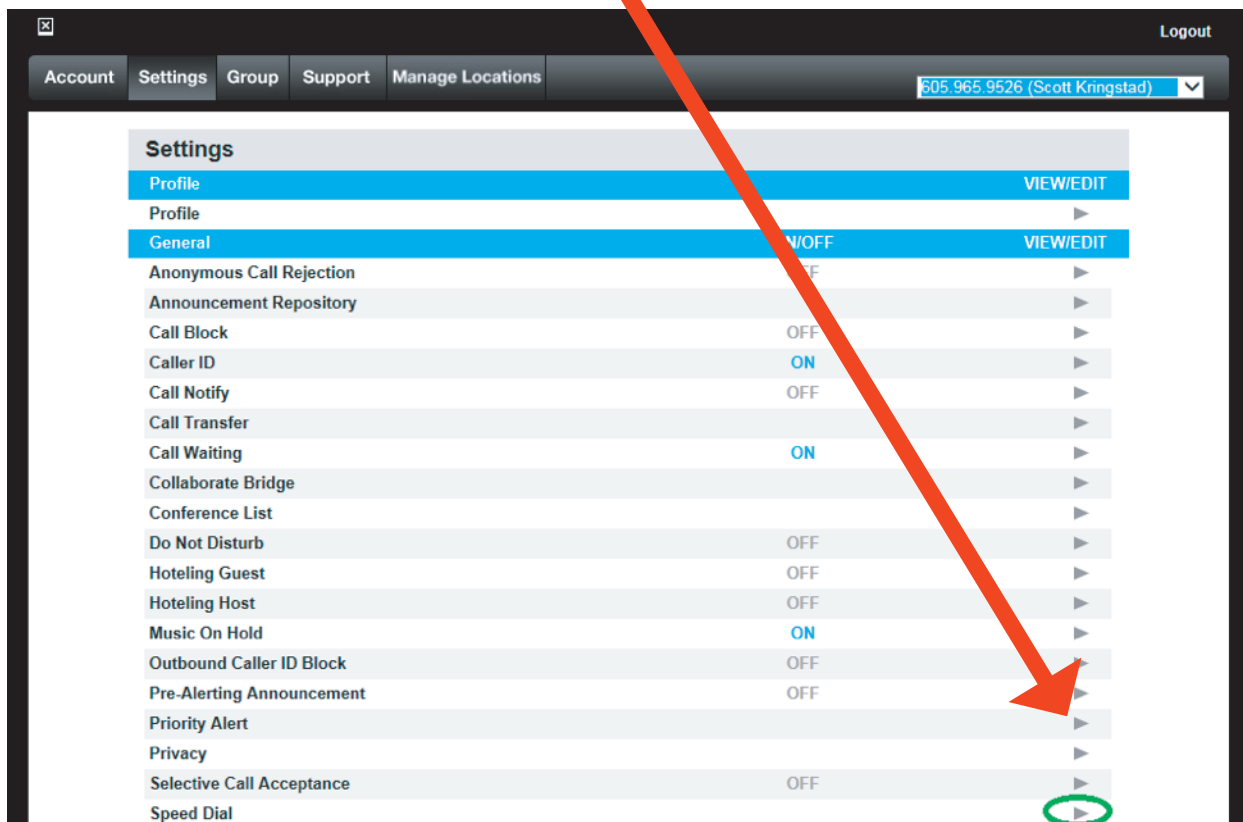 Logout
Account Settings Group Support Manage Locations
605.965.9526 (Scott Kringstad)
Settings
Profile VIEW/EDIT
Profile
General N/OFF VIEW/EDIT
Anonymous Call Rejection
Announcement Repository
Call Block OFF
Caller ID ON
Call Notify OFF
Call Transfer
Call Waiting ON
Collaborate Bridge
Conference List
Do Not Disturb OFF
Hoteling Guest OFF
Hoteling Host OFF
Music On Hold ON
Outbound Caller ID Block OFF
Pre-Alerting Announcement OFF
Priority Alert
Privacy
Selective Call Acceptance OFF
Speed Dial